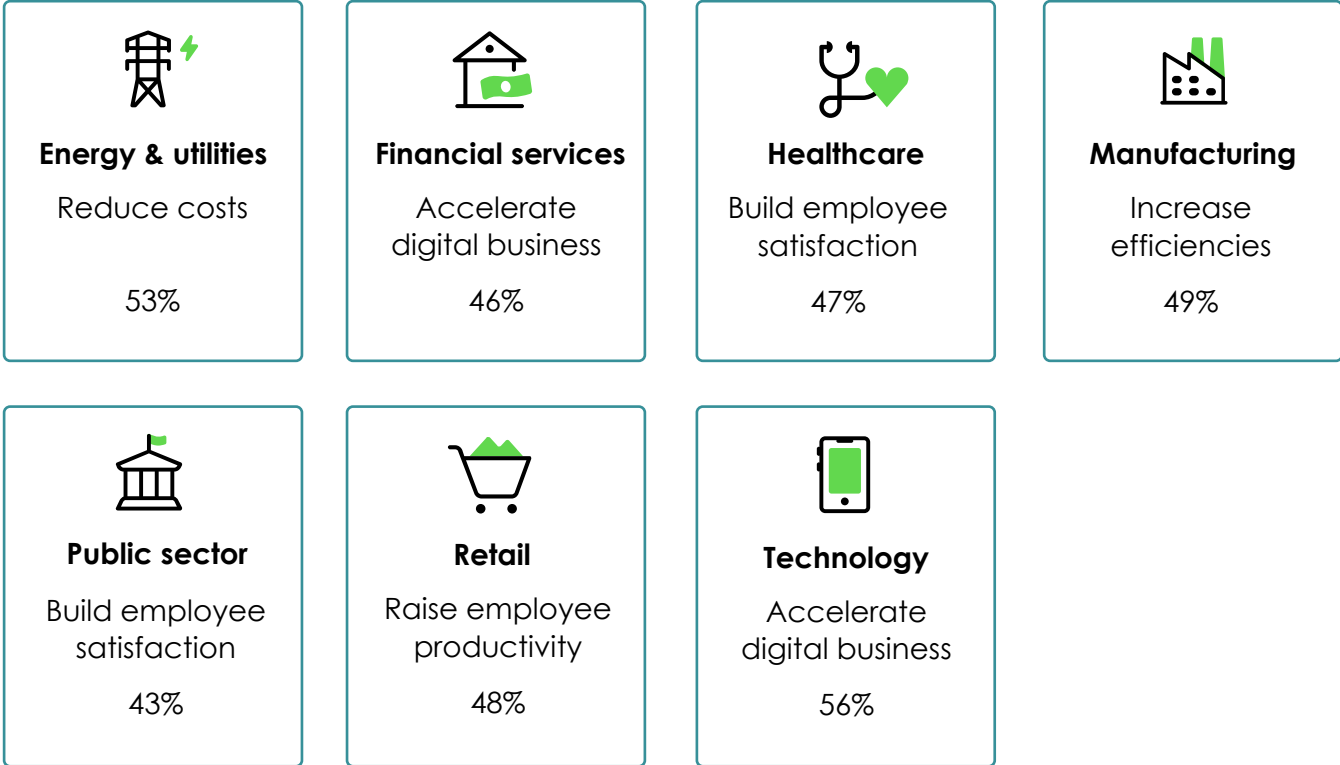 Energy & utilities
Reduce costs
53%
Financial services
Accelerate
digital business
46%
Healthcare
Build employee
satisfaction
47%
Manufacturing
Increase
efficiencies
49%
Public sector
Build employee
satisfaction
43%
Retail
Raise employee
productivity
48%
Technology
Accelerate
digital business
56%